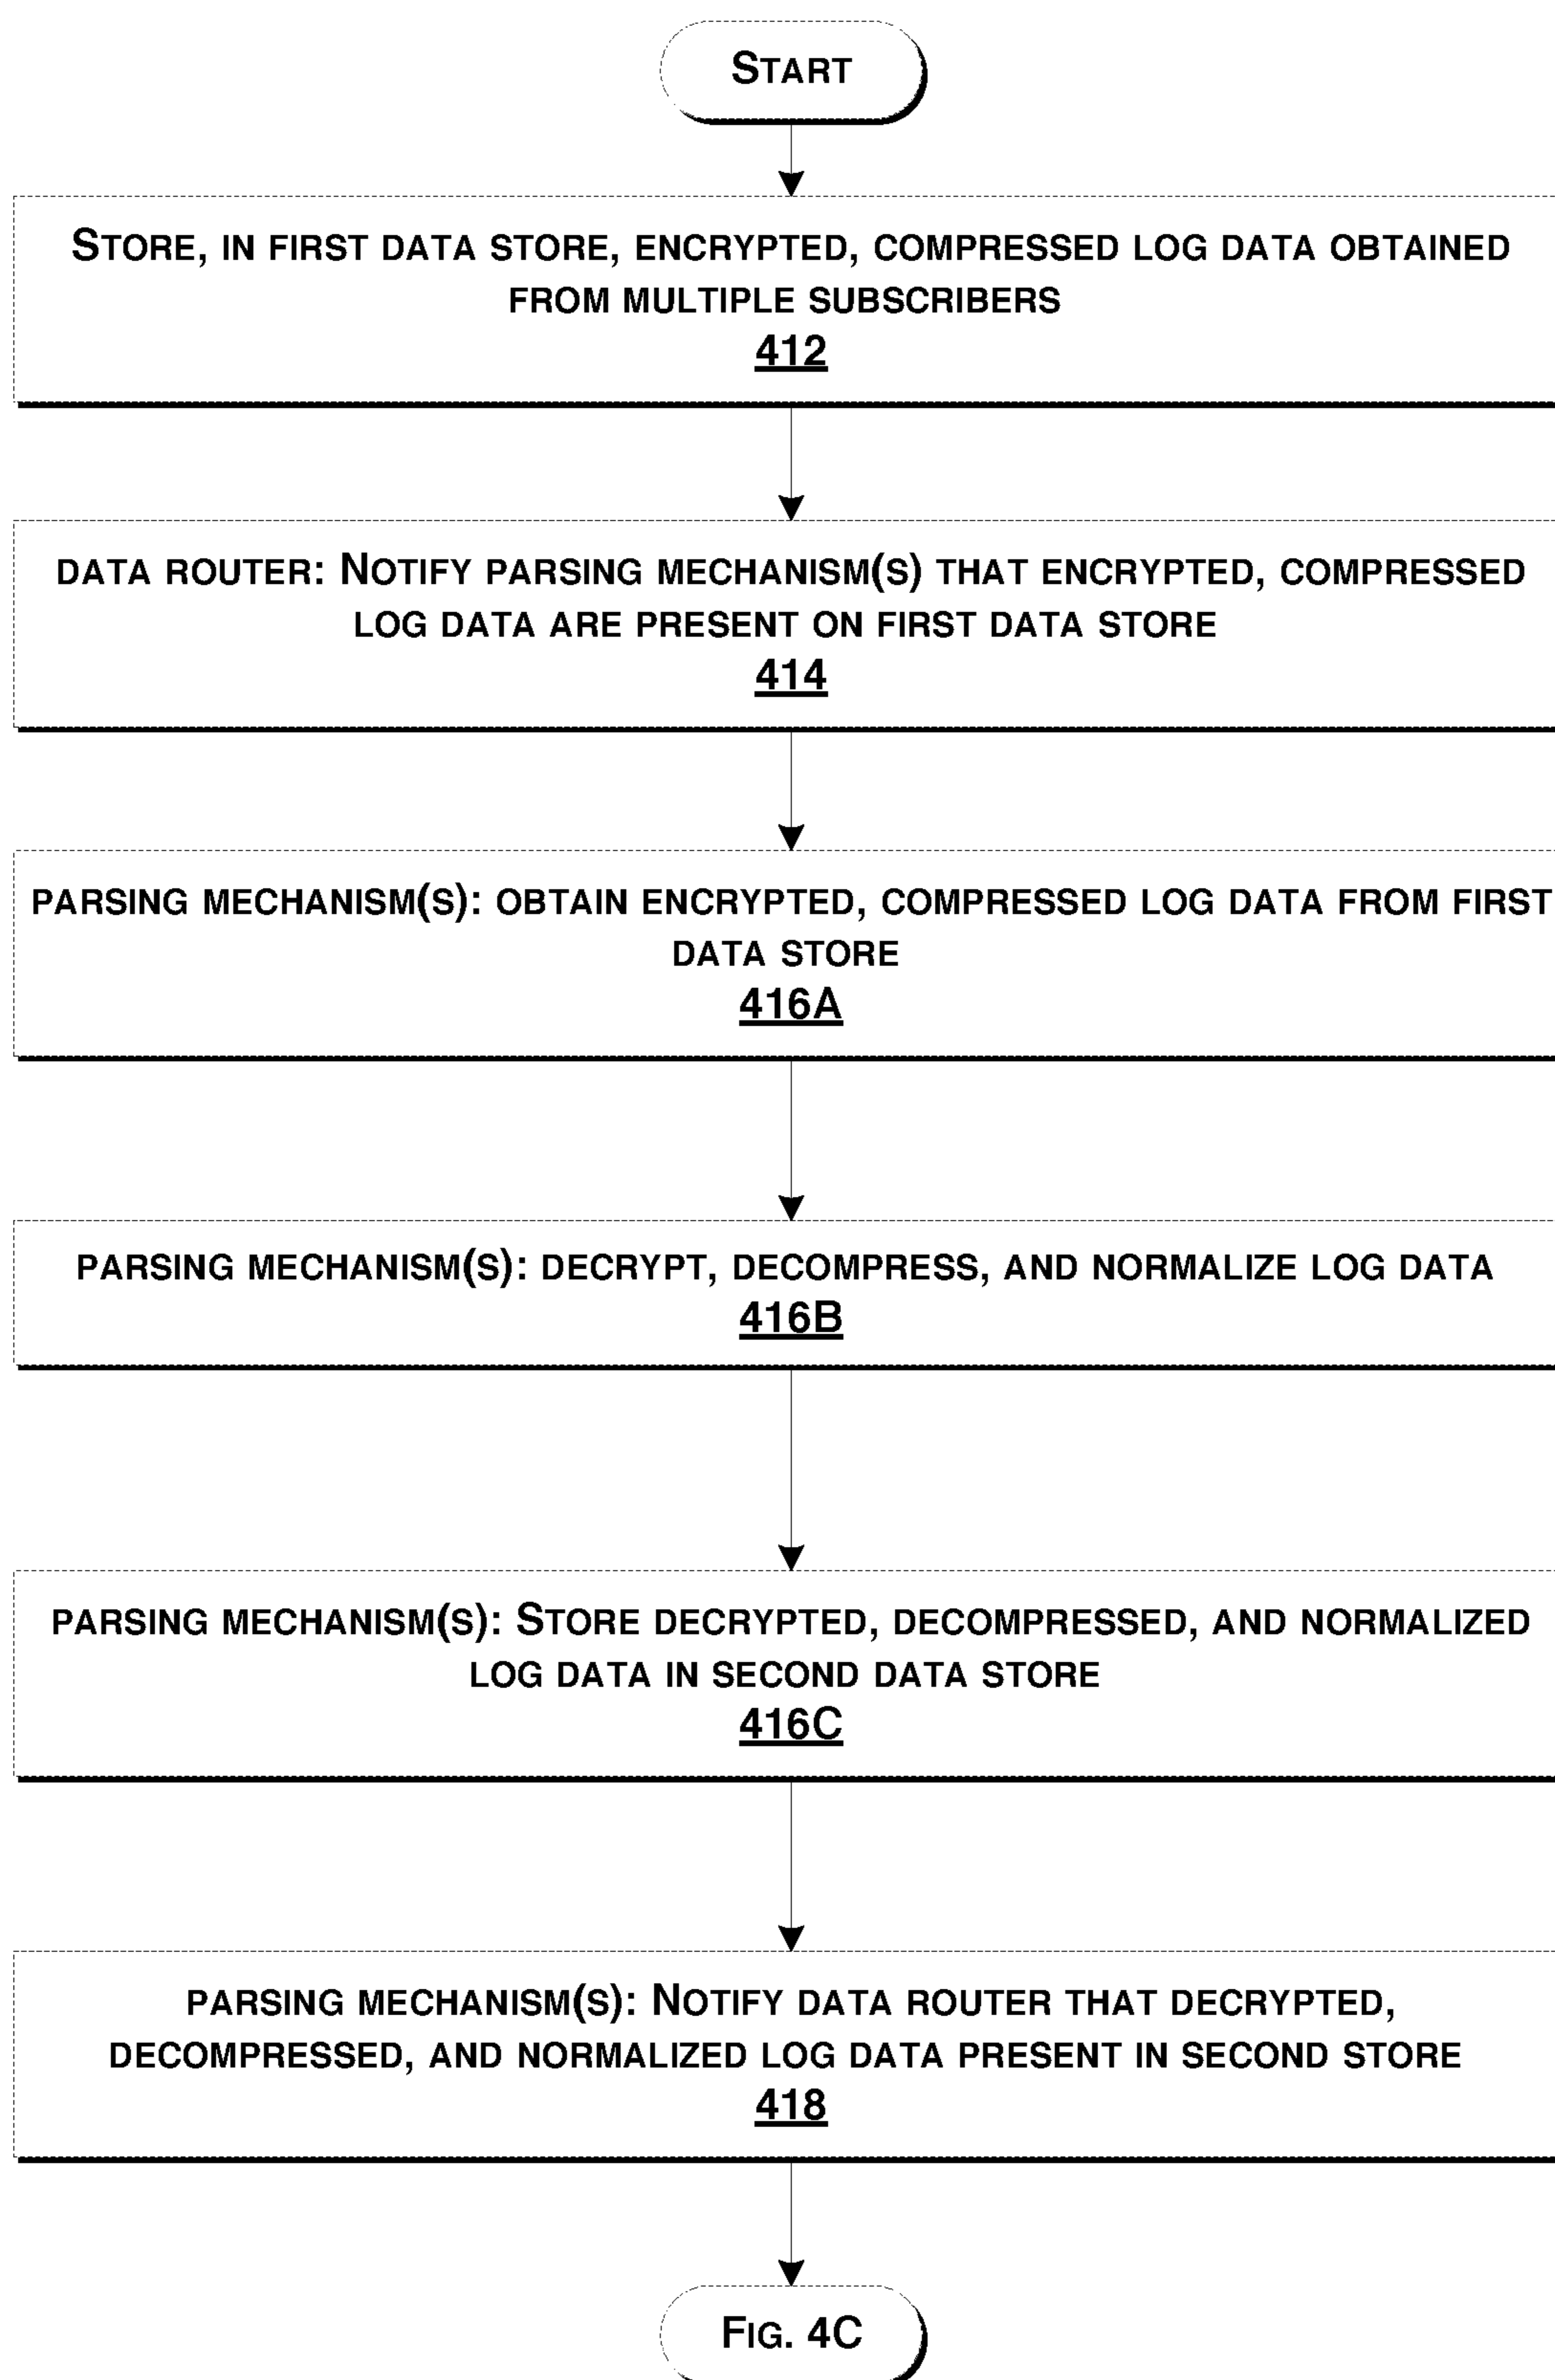 START
STORE, IN FIRST DATA STORE, ENCRYPTED, COMPRESSED LOG DATA OBTAINED
FROM MULTIPLE SUBSCRIBERS
412
DATA ROUTER: NOTIFY PARSING MECHANISM(S) THAT ENCRYPTED, COMPRESSED
LOG DATA ARE PRESENT ON FIRST DATA STORE
414
PARSING MECHANISM(S): OBTAIN ENCRYPTED, COMPRESSED LOG DATA FROM FIRST
DATA STORE
416A
PARSING MECHANISM(S): DECRYPT, DECOMPRESS, AND NORMALIZE LOG DATA
416B
PARSING MECHANISM(S): STORE DECRYPTED, DECOMPRESSED, AND NORMALIZED
LOG DATA IN SECOND DATA STORE
416C
PARSING MECHANISM(S): NOTIFY DATA ROUTER THAT DECRYPTED,
DECOMPRESSED, AND NORMALIZED LOG DATA PRESENT IN SECOND STORE
418
FIG. 4C